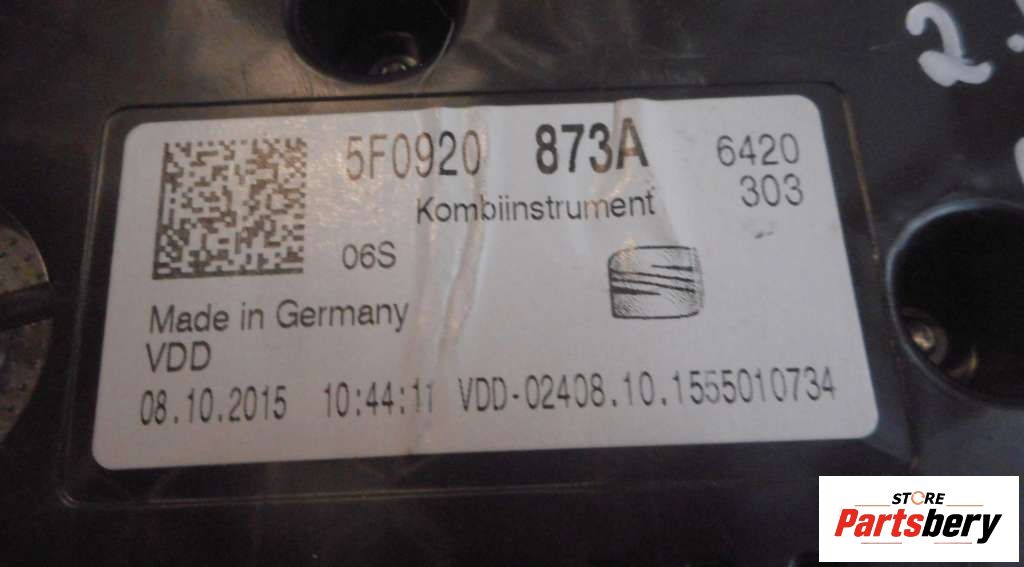 5F0920 873A 6420
Kombiinstrument 303
06S
Made in Germany
VDD
08.10.2015 10:44:11 VDD-02408.10.1555010734
2.
STORE
Partsbery